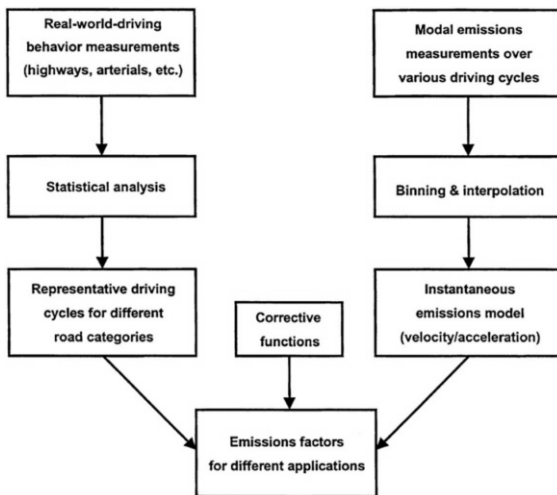 Real-world-driving
behavior measurements
(highways, arterials, etc.)
Modal emissions
measurements over
various driving cycles
Statistical analysis
Binning & interpolation
Representative driving
cycles for different
road categories
Corrective
functions
Instantaneous
emissions model
(velocity/acceleration)
Emissions factors
for different applications